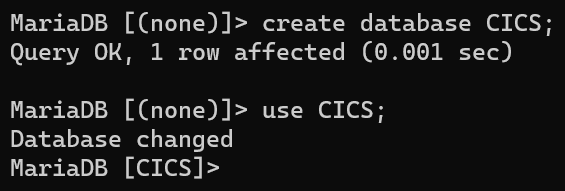 MariaDB [(none)]> create database CICS;
Query OK, 1 row affected (0.001 sec)
MariaDB [(none)]> use CICS;
Database changed
MariaDB [CICS]>